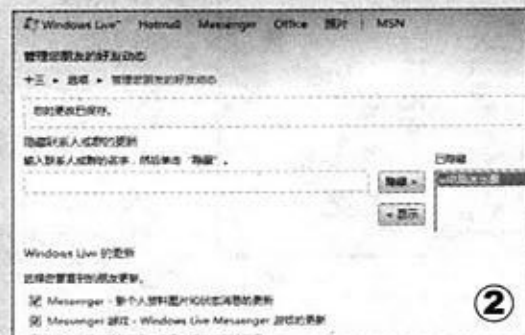 Windows Live™ Hotmail Messenger Office 照片 | MSN
管理您朋友的好友动态
十三 ▸ 选项 ▸ 管理您朋友的好友动态
您的更改已保存。
隐藏联系人或群的更新
输入联系人或群的名字，然后单击“隐藏”。
已隐藏
隐藏 »
« 显示
Windows Live 的更新
选择您要看到的朋友更新。
Messenger - 新个人资料图片和状态消息的更新
Messenger 游戏 - Windows Live Messenger 游戏的更新
②